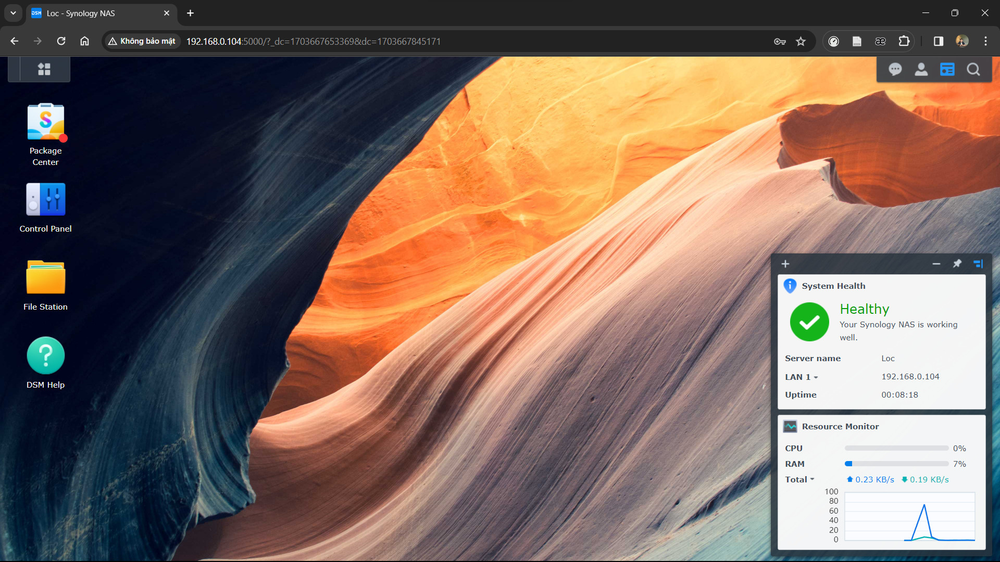 DSM
Loc - Synology NAS
Không bảo mật
192.168.0.104:5000/?_dc=1703667653369&dc=1703667845171
æ
S
Package
Center
Control Panel
File Station
?
DSM Help
System Health
Healthy
Your Synology NAS is working
well.
Server name Loc
LAN 1 192.168.0.104
Uptime 00:08:18
Resource Monitor
CPU 0%
RAM 7%
Total 0.23 KB/s 0.19 KB/s
100
80
60
40
20
0